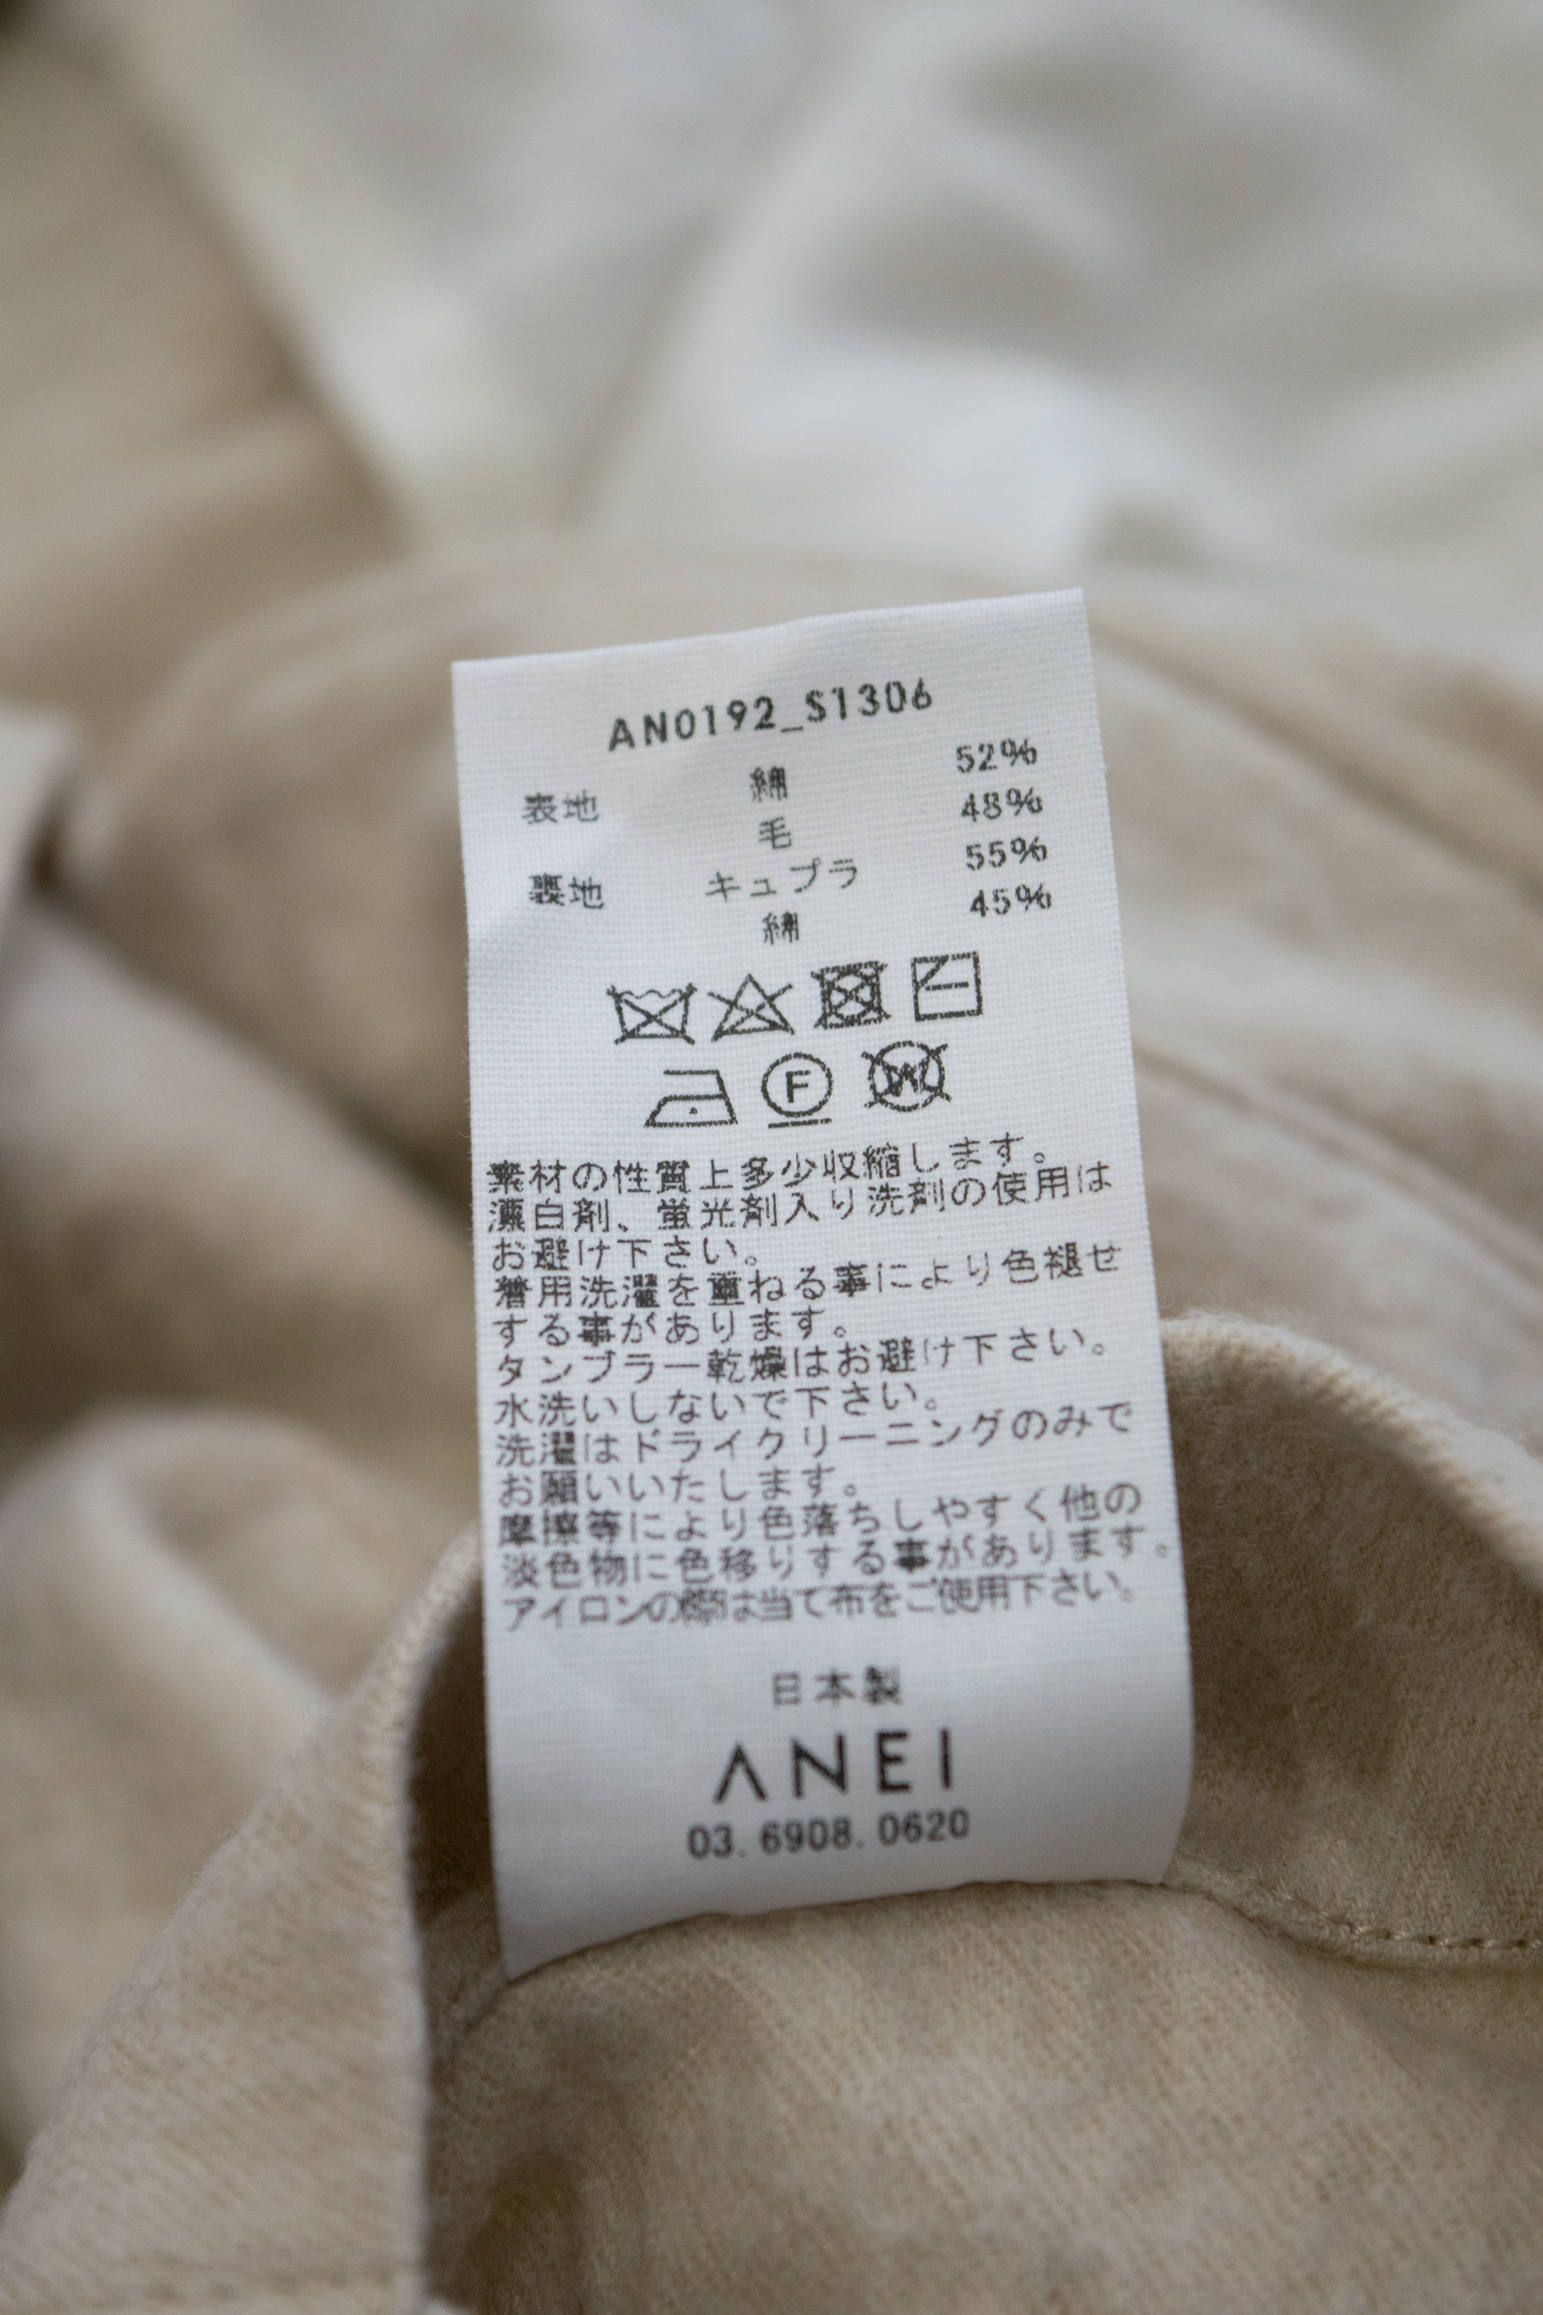 AN0192_S1306
表地 綿 52%
毛 48%
裏地 キュプラ 55%
綿 45%
F
W
素材の性質上多少収縮します。
漂白剤、蛍光剤入り洗剤の使用は
お避け下さい。
着用洗濯を重ねる事により色褪せ
する事があります。
タンブラー乾燥はお避け下さい。
水洗いしないで下さい。
洗濯はドライクリーニングのみで
お願いいたします。
摩擦等により色落ちしやすく他の
淡色物に色移りする事があります。
アイロンの際は当て布をご使用下さい。
日本製
ANEI
03. 6908. 0620